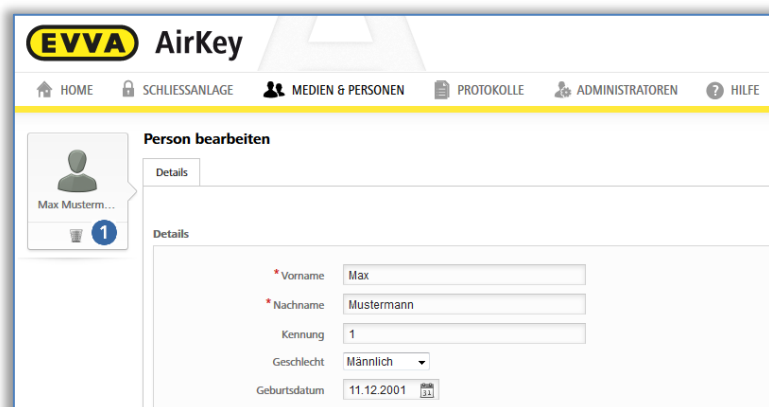 EVVA AirKey
HOME SCHLIESSANLAGE MEDIEN & PERSONEN PROTOKOLLE ADMINISTRATOREN ? HILFE
Person bearbeiten
Details
Max Musterm...
1
Details
* Vorname Max
* Nachname Mustermann
Kennung 1
Geschlecht Männlich
Geburtsdatum 11.12.2001 31